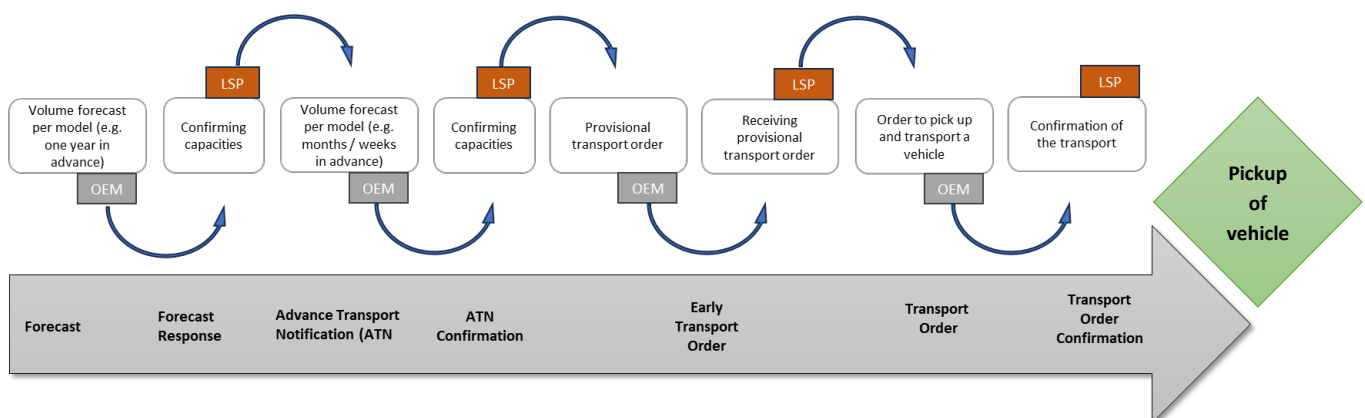 LSP
LSP
LSP
LSP
Volume forecast
per model (e.g.
one year in
advance)
OEM
Confirming
capacities
Volume forecast
per model (e.g.
months / weeks
in advance)
OEM
Confirming
capacities
Provisional
transport order
OEM
Receiving
provisional
transport order
Order to pick up
and transport a
vehicle
OEM
Confirmation of
the transport
Pickup
of
vehicle
Forecast
Forecast
Response
Advance Transport
Notification (ATN
ATN
Confirmation
Early
Transport
Order
Transport
Order
Transport
Order
Confirmation